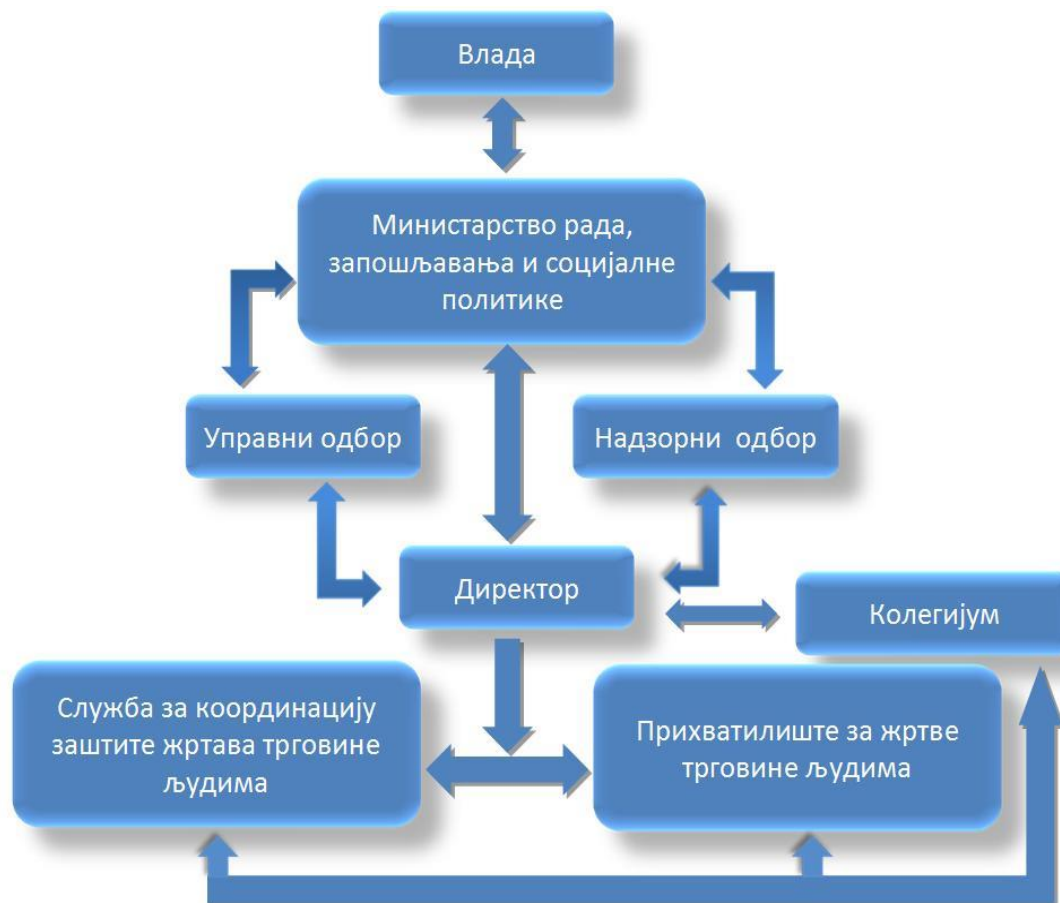 Влада
Министарство рада,
запошљавања и социјалне
политике
Управни одбор
Надзорни одбор
Директор
Колегијум
Служба за координацију
заштите жртава трговине
људима
Прихватилиште за жртве
трговине људима